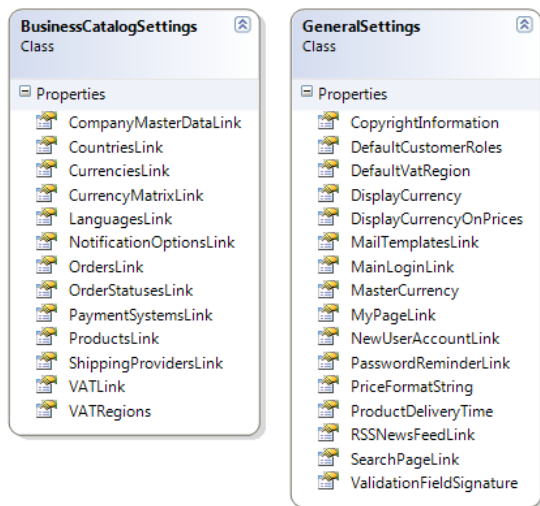 BusinessCatalogSettings
Class
Properties
CompanyMasterDataLink
CountriesLink
CurrenciesLink
CurrencyMatrixLink
LanguagesLink
NotificationOptionsLink
OrdersLink
OrderStatusesLink
PaymentSystemsLink
ProductsLink
ShippingProvidersLink
VATLink
VATRegions
GeneralSettings
Class
Properties
CopyrightInformation
DefaultCustomerRoles
DefaultVatRegion
DisplayCurrency
DisplayCurrencyOnPrices
MailTemplatesLink
MainLoginLink
MasterCurrency
MyPageLink
NewUserAccountLink
PasswordReminderLink
PriceFormatString
ProductDeliveryTime
RSSNewsFeedLink
SearchPageLink
ValidationFieldSignature